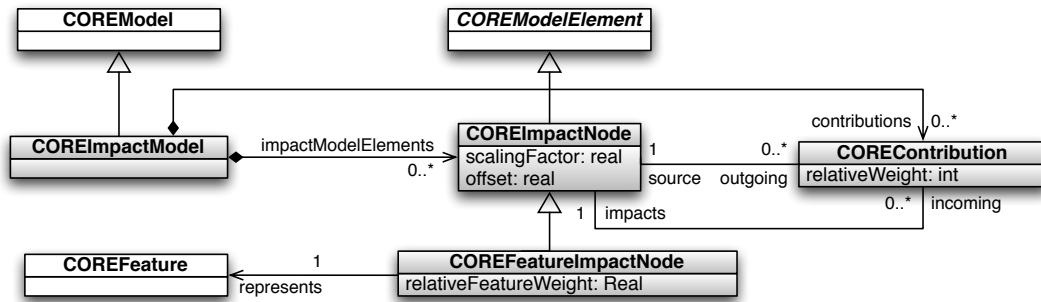 COREModel
COREModelElement
COREImpactModel
impactModelElements
0..*
COREImpactNode
scalingFactor: real
offset: real
1
source
0..*
outgoing
contributions
0..*
COREContribution
relativeWeight: int
1
impacts
0..*
incoming
COREFeature
1
represents
COREFeatureImpactNode
relativeFeatureWeight: Real